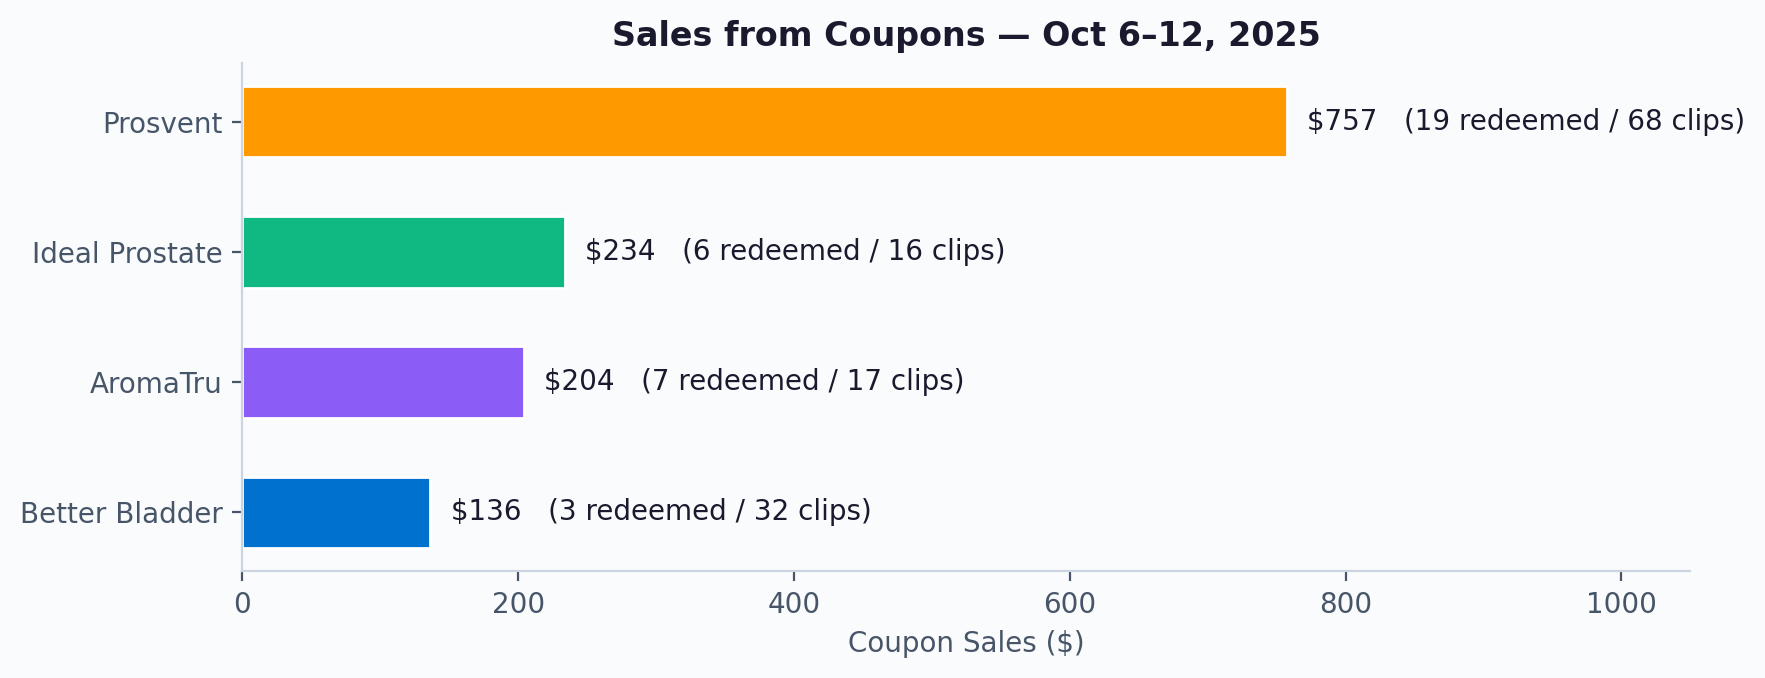 Sales from Coupons — Oct 6–12, 2025
Prosvent $757 (19 redeemed / 68 clips)
Ideal Prostate $234 (6 redeemed / 16 clips)
AromaTru $204 (7 redeemed / 17 clips)
Better Bladder $136 (3 redeemed / 32 clips)
0 200 400 600 800 1000
Coupon Sales ($)